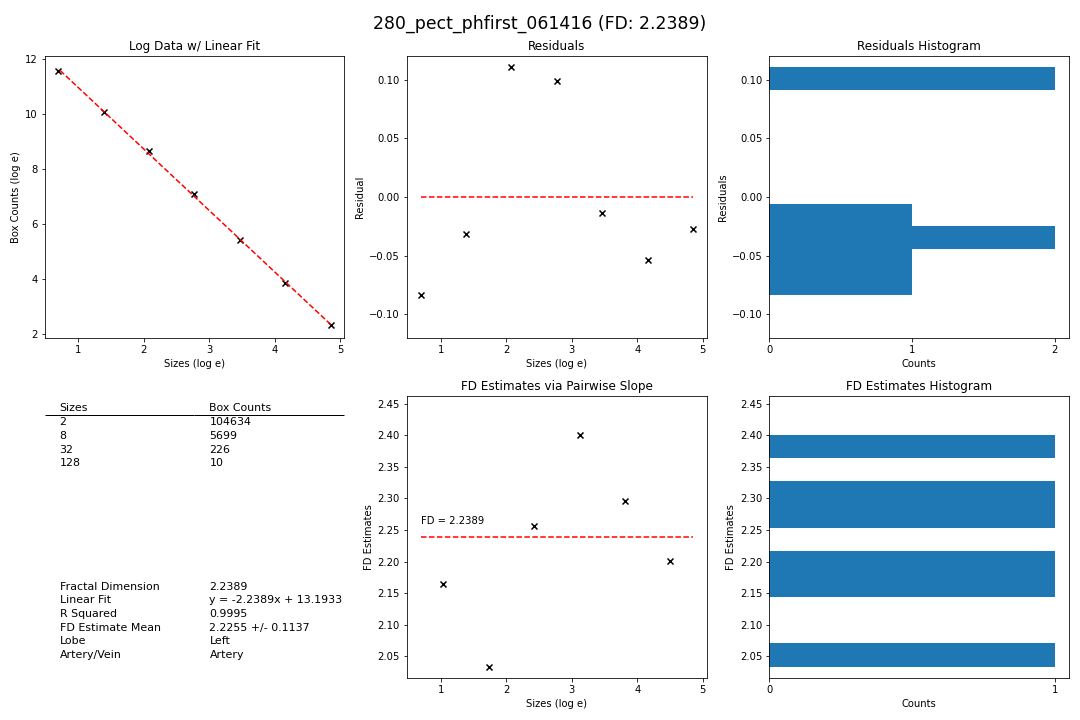 280_pect_phfirst_061416 (FD: 2.2389)
Log Data w/ Linear Fit
12
10
8
6
4
2
Box Counts (log e)
1 2 3 4 5
Sizes (log e)
Residuals
0.10
0.05
0.00
−0.05
−0.10
Residual
1 2 3 4 5
Sizes (log e)
Residuals Histogram
0.10
0.05
0.00
−0.05
−0.10
Residuals
0 1 2
Counts
Sizes Box Counts
2 104634
8 5699
32 226
128 10
Fractal Dimension 2.2389
Linear Fit y = -2.2389x + 13.1933
R Squared 0.9995
FD Estimate Mean 2.2255 +/- 0.1137
Lobe Left
Artery/Vein Artery
FD Estimates via Pairwise Slope
2.45
2.40
2.35
2.30
2.25
2.20
2.15
2.10
2.05
FD Estimates
FD = 2.2389
1 2 3 4 5
Sizes (log e)
FD Estimates Histogram
2.45
2.40
2.35
2.30
2.25
2.20
2.15
2.10
2.05
FD Estimates
0 1
Counts